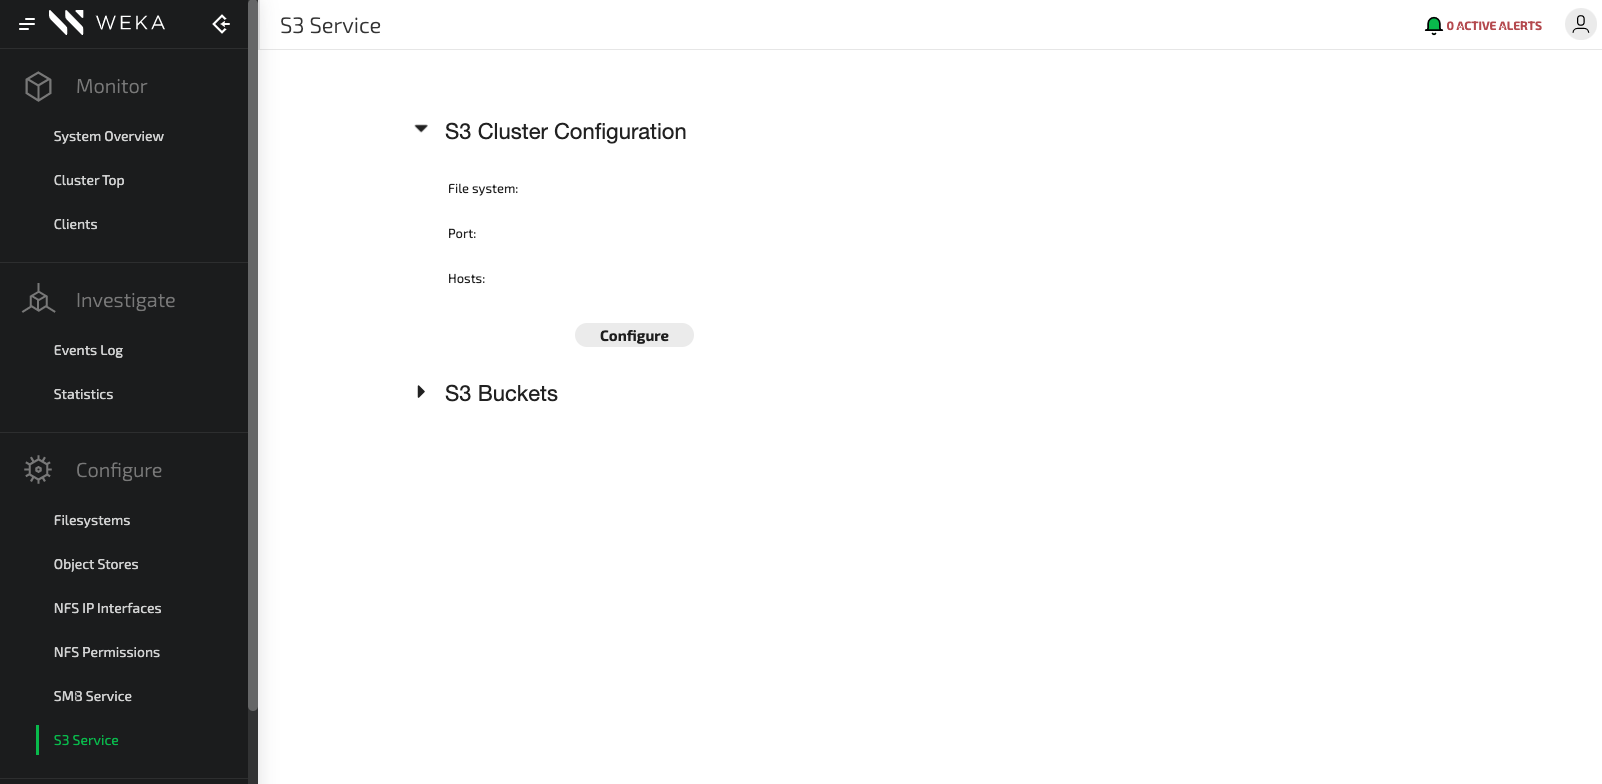 WEKA
S3 Service
0 ACTIVE ALERTS
Monitor
System Overview
Cluster Top
Clients
Investigate
Events Log
Statistics
Configure
Filesystems
Object Stores
NFS IP Interfaces
NFS Permissions
SMB Service
S3 Service
S3 Cluster Configuration
File system:
Port:
Hosts:
Configure
S3 Buckets